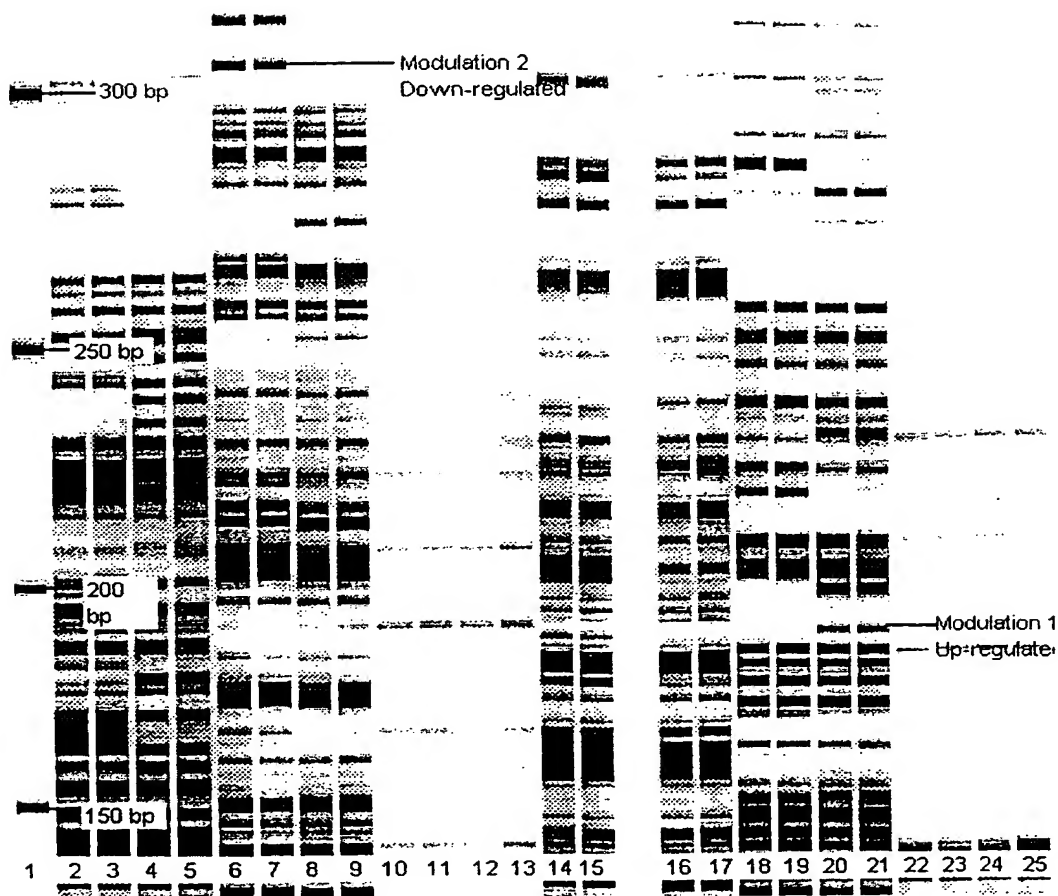 Modulation 2
Down-regulated
300 bp
250 bp
200
bp
Modulation 1
Up-regulated
150 bp
1 2 3 4 5 6 7 8 9 10 11 12 13 14 15 16 17 18 19 20 21 22 23 24 25